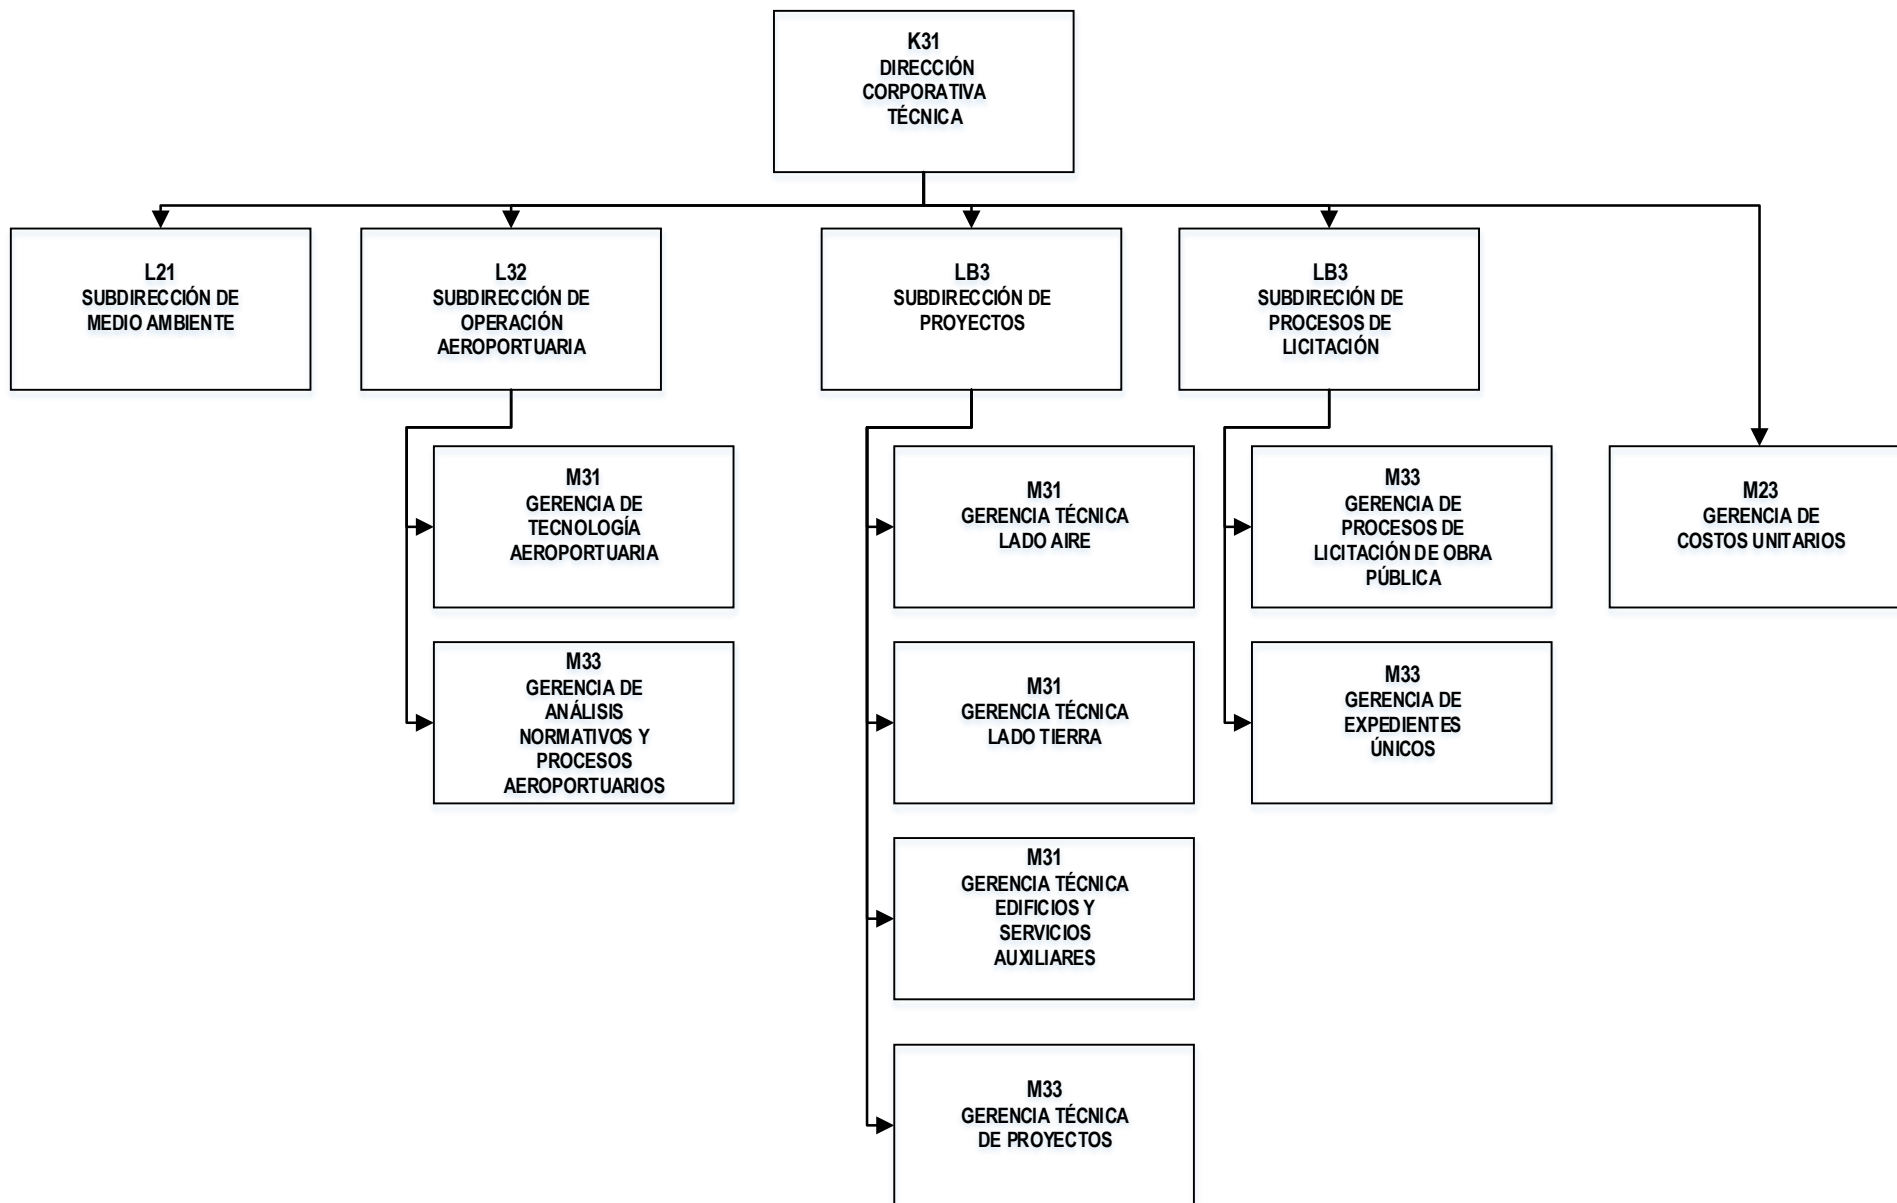 K31
DIRECCIÓN
CORPORATIVA
TÉCNICA
L21
SUBDIRECCIÓN DE
MEDIO AMBIENTE
L32
SUBDIRECCIÓN DE
OPERACIÓN
AEROPORTUARIA
LB3
SUBDIRECCIÓN DE
PROYECTOS
LB3
SUBDIRECIÓN DE
PROCESOS DE
LICITACIÓN
M31
GERENCIA DE
TECNOLOGÍA
AEROPORTUARIA
M31
GERENCIA TÉCNICA
LADO AIRE
M33
GERENCIA DE
PROCESOS DE
LICITACIÓN DE OBRA
PÚBLICA
M23
GERENCIA DE
COSTOS UNITARIOS
M33
GERENCIA DE
ANÁLISIS
NORMATIVOS Y
PROCESOS
AEROPORTUARIOS
M31
GERENCIA TÉCNICA
LADO TIERRA
M33
GERENCIA DE
EXPEDIENTES
ÚNICOS
M31
GERENCIA TÉCNICA
EDIFICIOS Y
SERVICIOS
AUXILIARES
M33
GERENCIA TÉCNICA
DE PROYECTOS